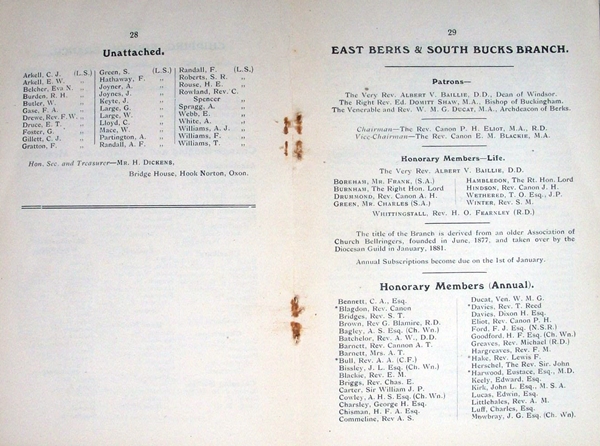 28
Unattached.
Arkell, C. J. (L.S.)
Arkell, E. W. „
Belcher, Eva N. „
Burden, R. H. „
Butler, W. „
Gase, F. A. „
Drewe, Rev. F. W. „
Druce, E. T. „
Foster, G. „
Gillett, C. J. „
Gratton, F. „
Green, S. (L.S.)
Hathaway, F. „
Joyner, A. „
Joynes, J. „
Keyte, J. „
Large, G. „
Large, W. „
Lloyd, C. „
Mace, W. „
Partington, A. „
Randall, A. F. „
Randall, F. (L.S.)
Roberts, S. R. „
Rouse, H. E. „
Rowland, Rev. C.
Spencer „
Spragg, A. „
Webb, E. „
White, A. „
Williams, A. J. „
Williams, F. „
Williams, T. „
Hon. Sec. and Treasurer—Mr. H. Dickens,
Bridge House, Hook Norton, Oxon.
29
EAST BERKS & SOUTH BUCKS BRANCH.
Patrons—
The Very Rev. Albert V. Baillie, D.D., Dean of Windsor.
The Right Rev. Ed. Domitt Shaw, M.A., Bishop of Buckingham.
The Venerable and Rev. W. M. G. Ducat, M.A., Archdeacon of Berks.
Chairman—The Rev. Canon P. H. Eliot, M.A., R.D.
Vice-Chairman—The Rev. Canon E. M. Blackie, M.A.
Honorary Members—Life.
The Very Rev. Albert V. Baillie, D.D.
Boreham, Mr. Frank, (S.A.)
Burnham, The Right Hon. Lord
Drummond, Rev. Canon A. H.
Green, Mr. Charles (S.A.)
Hambledon, The Rt. Hon. Lord
Hindson, Rev. Canon J. H.
Wethered, T. O. Esq., J.P.
Winter, Rev. S. M.
Whittingstall, Rev. H. O. Fearnley (R.D.)
The title of the Branch is derived from an older Association of
Church Bellringers, founded in June, 1877, and taken over by the
Diocesan Guild in January, 1881.
Annual Subscriptions become due on the 1st of January.
Honorary Members (Annual).
Bennett, C. A., Esq.
*Blagdon, Rev. Canon
Bridges, Rev. S. T.
Brown, Rev G. Blamire, R.D.
Bagley, A. S. Esq. (Ch. Wn.)
Batchelor, Rev. A. W., D.D.
Barnett, Rev. Cannon A. T.
Barnett, Mrs. A. T.
*Bull, Rev. A. A. (C.F.)
Bissley, J. L. Esq. (Ch. Wn.)
Blackie, Rev. E. M.
Briggs, Rev. Chas. E.
Carter, Sir William J. P.
Cowley, A. H. S. Esq (Ch. Wn.)
Charsley, George H. Esq.
Chisman, H. F. A. Esq.
Commeline, Rev A. S.
Ducat, Ven. W. M. G.
*Davies, Rev. T. Reed
Davies, Dixon H. Esq.
Eliot, Rev. Canon P. H.
Ford, F. J. Esq. (N.S.R.)
Goodford, H. F. Esq. (Ch. Wn.)
Greaves, Rev. Michael (R.D.)
Hargreaves, Rev. F. M.
*Hake, Rev. Lewis F.
Herschel, The Rev. Sir John
*Harwood, Eustace, Esq., M.D.
Keely, Edward, Esq.
Kirk, John L. Esq., M. S. A.
Lucas, Edwin, Esq.
Littlehales, Rev. A. M.
Luff, Charles, Esq.
Mowbray, J. G. Esq. (Ch. Wn.)